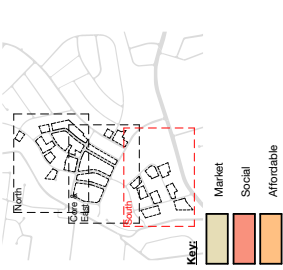 North
Core &
East
South
Key:
Market
Social
Affordable